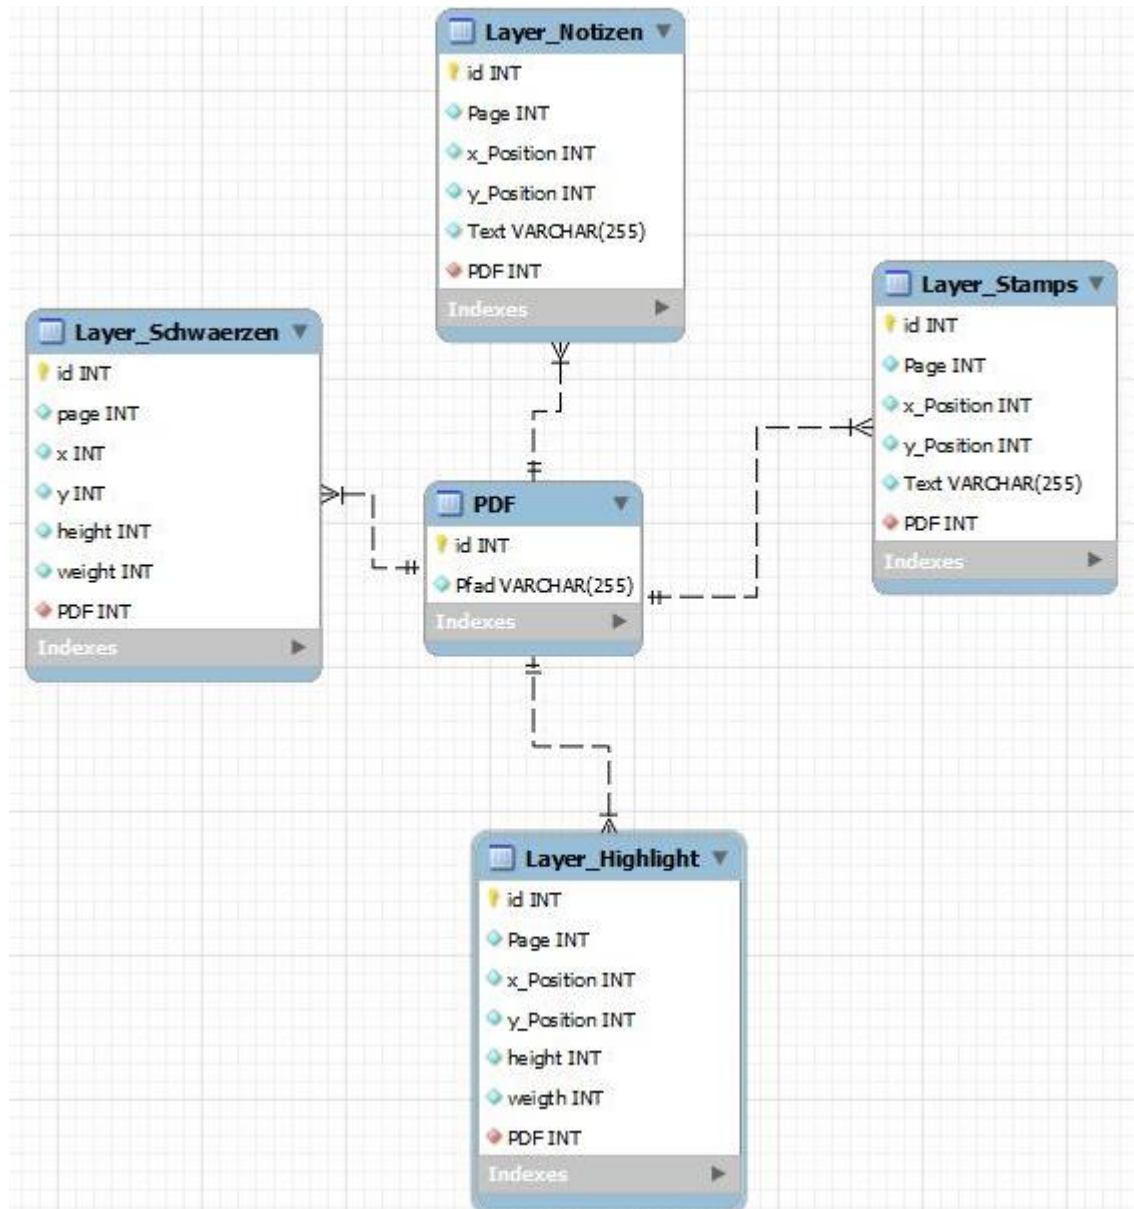 Layer_Notizen
id INT
Page INT
x_Position INT
y_Position INT
Text VARCHAR(255)
PDF INT
Indexes
Layer_Schwaerzen
id INT
page INT
x INT
y INT
height INT
weight INT
PDF INT
Indexes
PDF
id INT
Pfad VARCHAR(255)
Indexes
Layer_Stamps
id INT
Page INT
x_Position INT
y_Position INT
Text VARCHAR(255)
PDF INT
Indexes
Layer_Highlight
id INT
Page INT
x_Position INT
y_Position INT
height INT
weigth INT
PDF INT
Indexes